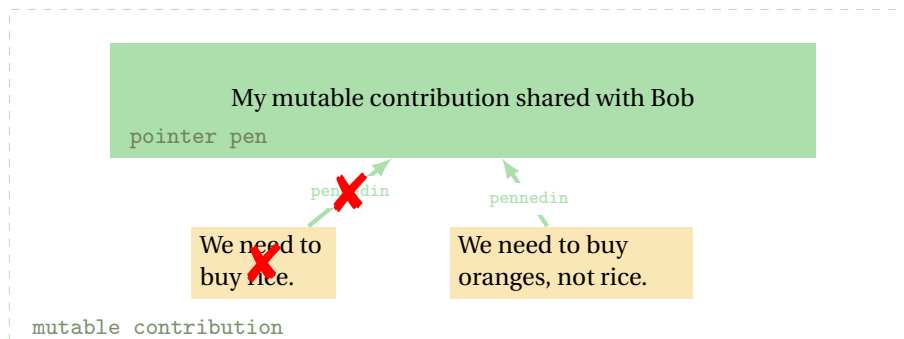 My mutable contribution shared with Bob
pointer pen
pennedin
pennedin
We need to
buy rice.
We need to buy
oranges, not rice.
mutable contribution